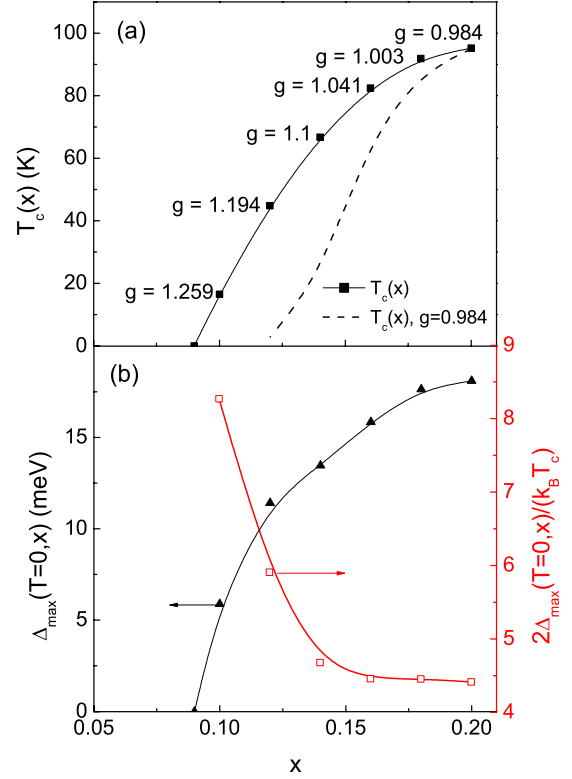 (a)
100
80
60
40
20
0
T_c(x) (K)
g = 0.984
g = 1.003
g = 1.041
g = 1.1
g = 1.194
g = 1.259
T_c(x)
T_c(x), g=0.984
(b)
15
10
5
0
Δ_max(T=0,x) (meV)
9
8
7
6
5
4
2Δ_max(T=0,x)/(k_B T_c)
0.05 0.10 0.15 0.20
x